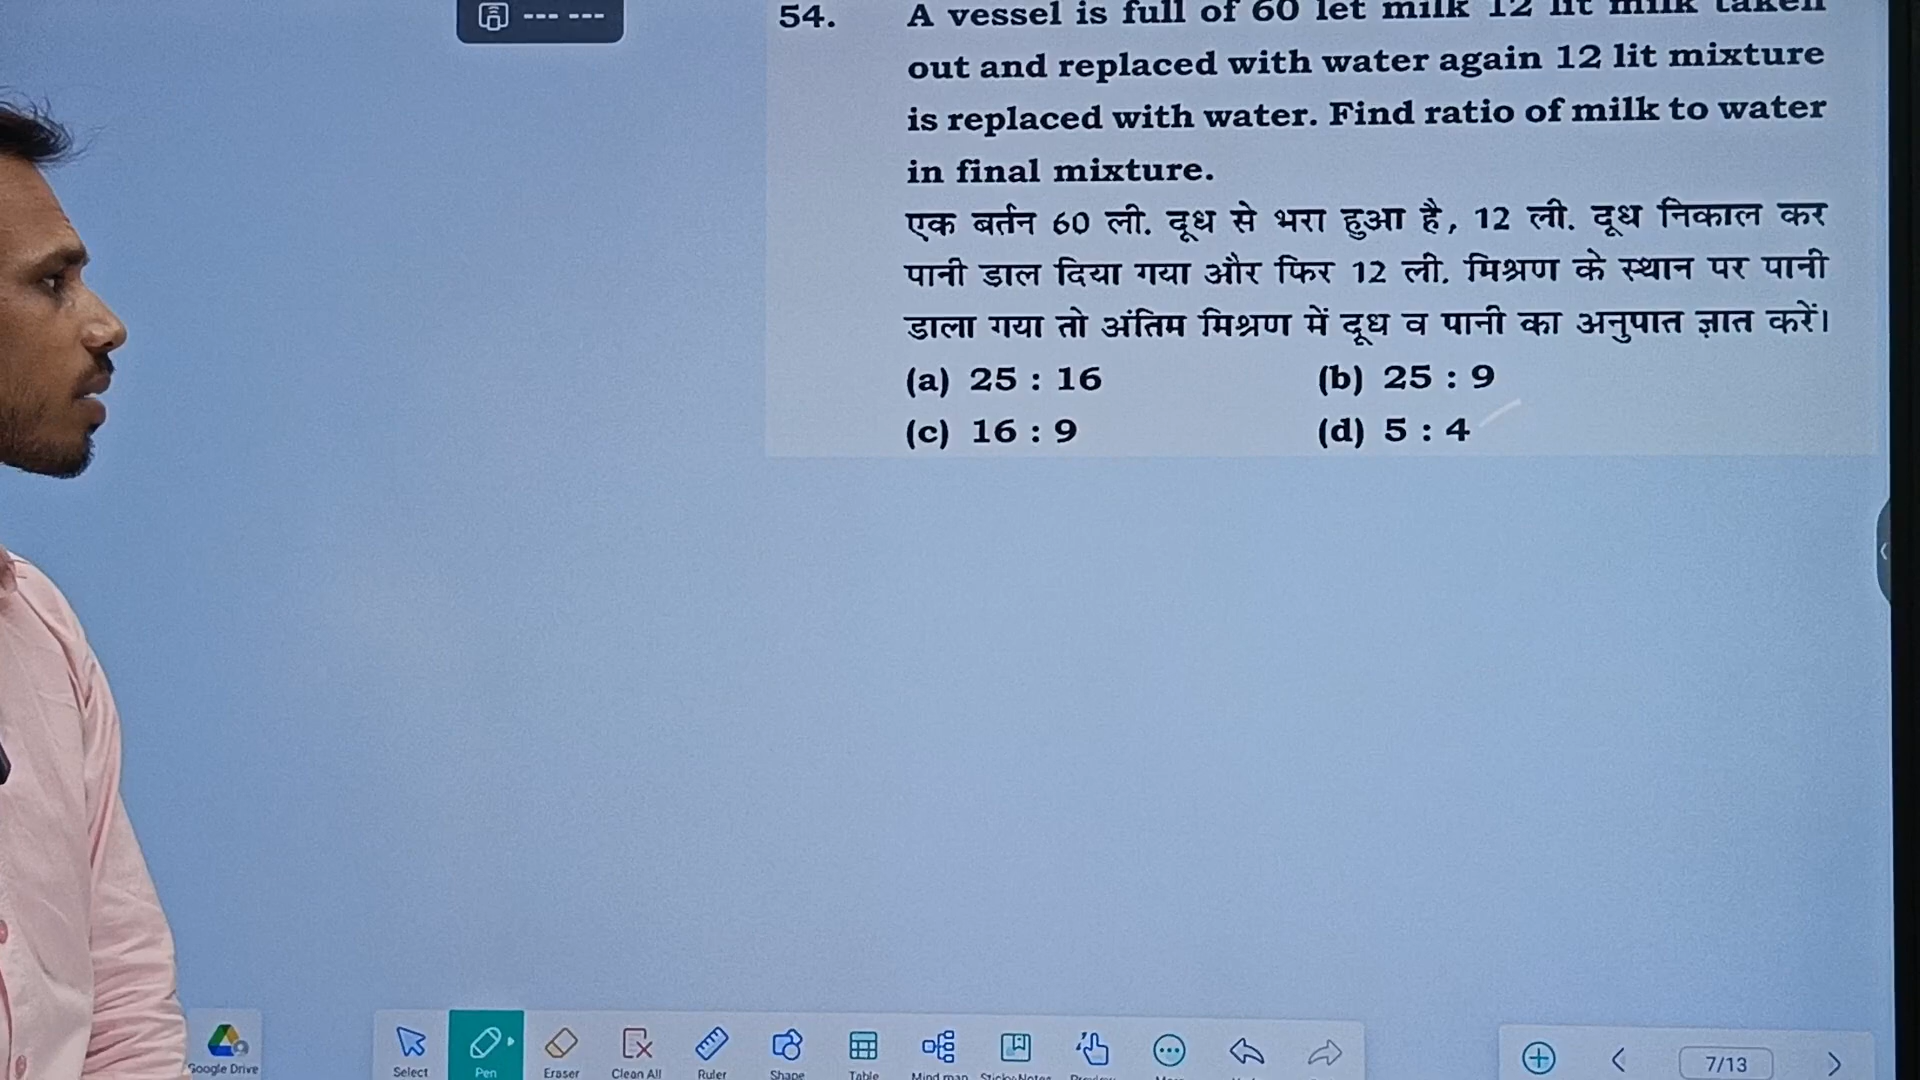 54. A vessel is full of 60 let milk 12 lit milk taken
out and replaced with water again 12 lit mixture
is replaced with water. Find ratio of milk to water
in final mixture.
एक बर्तन 60 ली. दूध से भरा हुआ है, 12 ली. दूध निकाल कर
पानी डाल दिया गया और फिर 12 ली. मिश्रण के स्थान पर पानी
डाला गया तो अंतिम मिश्रण में दूध व पानी का अनुपात ज्ञात करें।
(a) 25 : 16 (b) 25 : 9
(c) 16 : 9 (d) 5 : 4
Google Drive Select Pen Eraser Clean All Ruler Shape Table Mind map 7/13